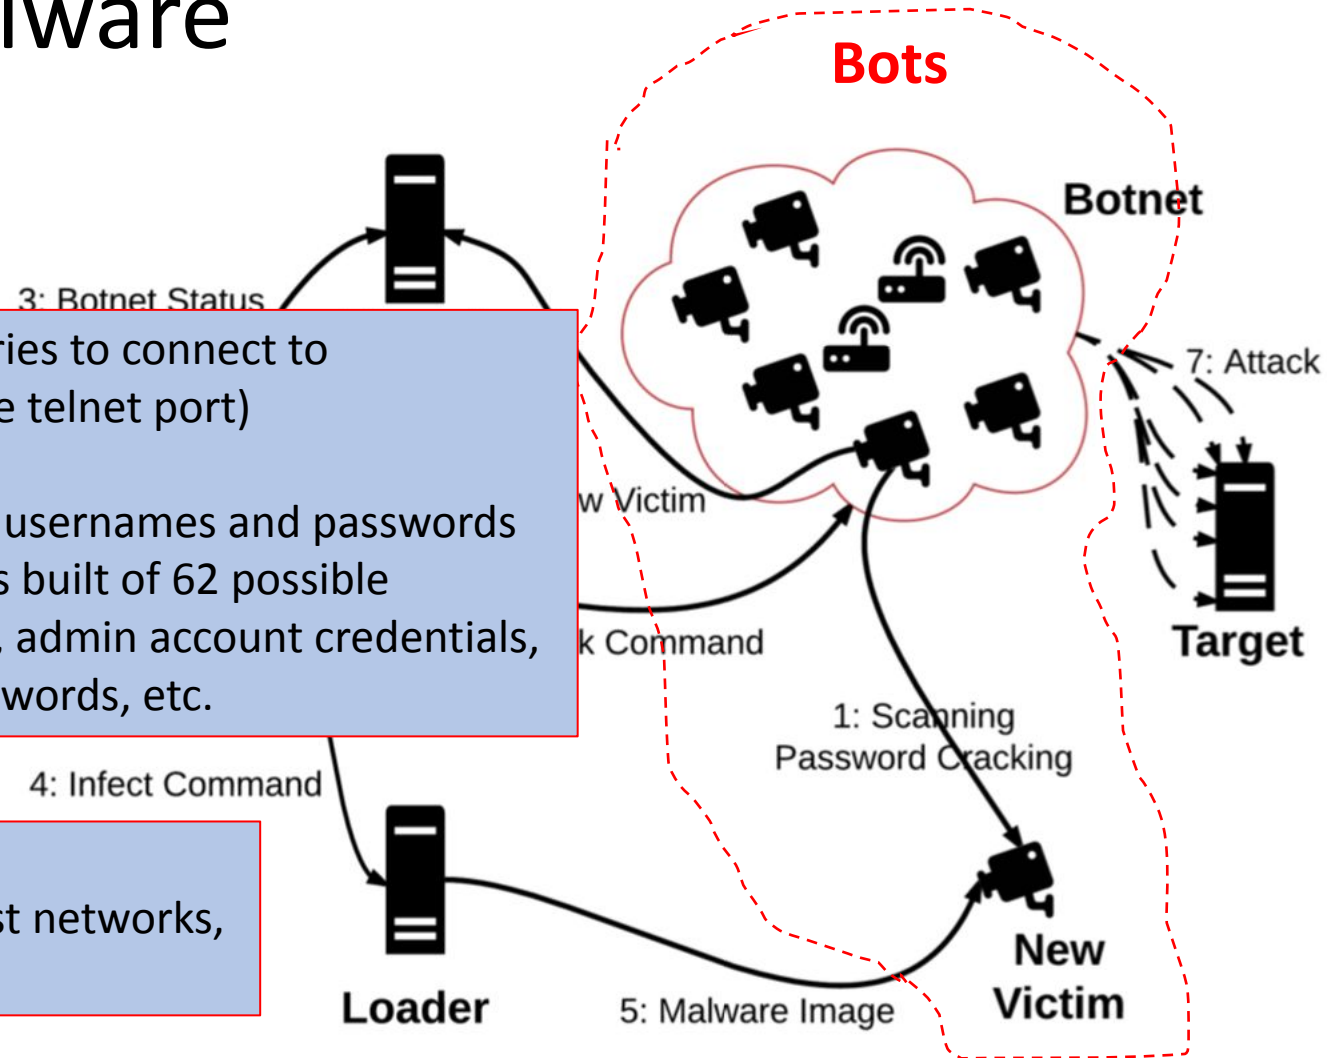 lware
Bots
Botnet
3: Botnet Status
ries to connect to
e telnet port)
usernames and passwords
s built of 62 possible
, admin account credentials,
words, etc.
7: Attack
w Victim
k Command
Target
1: Scanning
Password Cracking
4: Infect Command
st networks,
Loader
5: Malware Image
New
Victim